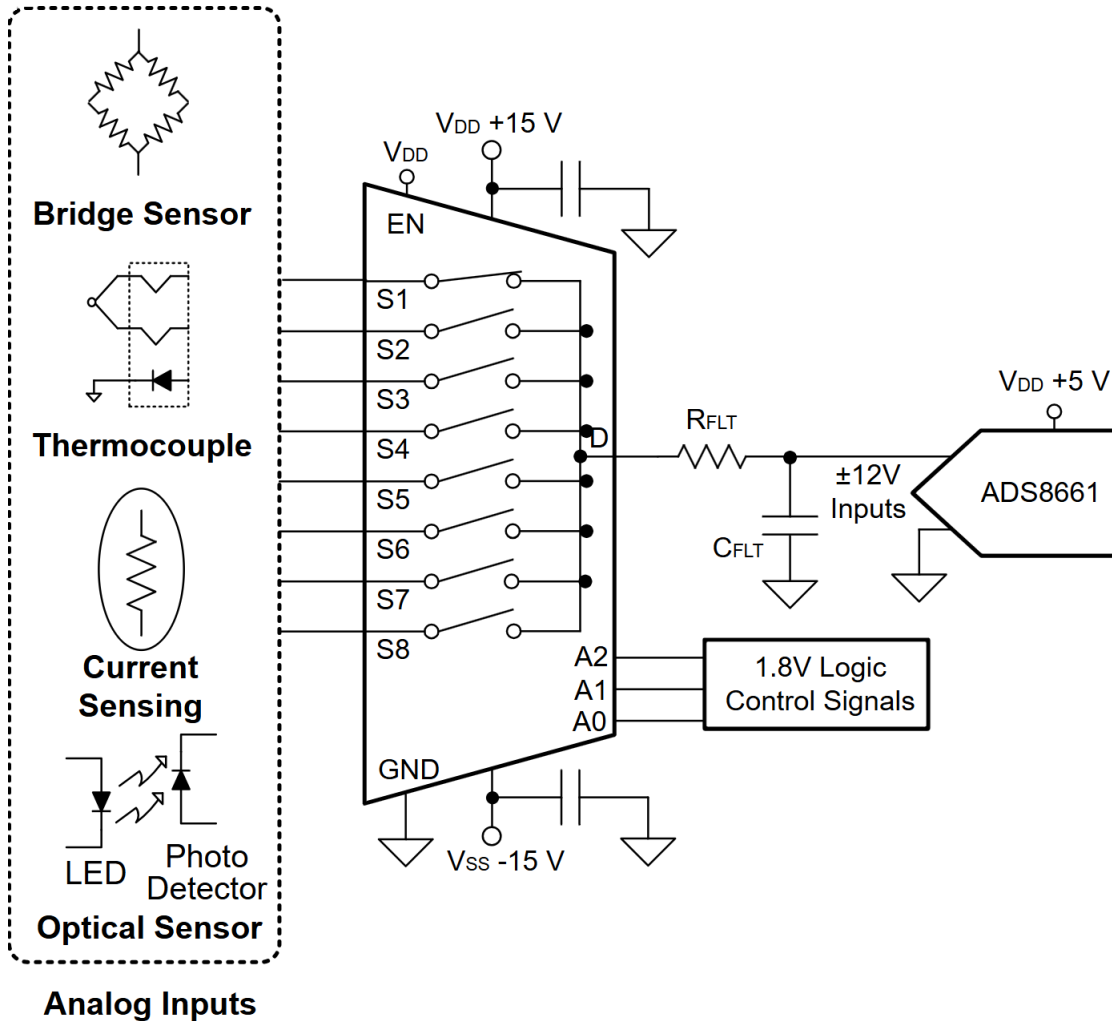 Bridge Sensor
Thermocouple
Current
Sensing
LED
Photo
Detector
Optical Sensor
Analog Inputs
VDD
VDD +15 V
EN
S1
S2
S3
S4
S5
S6
S7
S8
D
A2
A1
A0
GND
VSS -15 V
RFLT
CFLT
±12V
Inputs
VDD +5 V
ADS8661
1.8V Logic
Control Signals